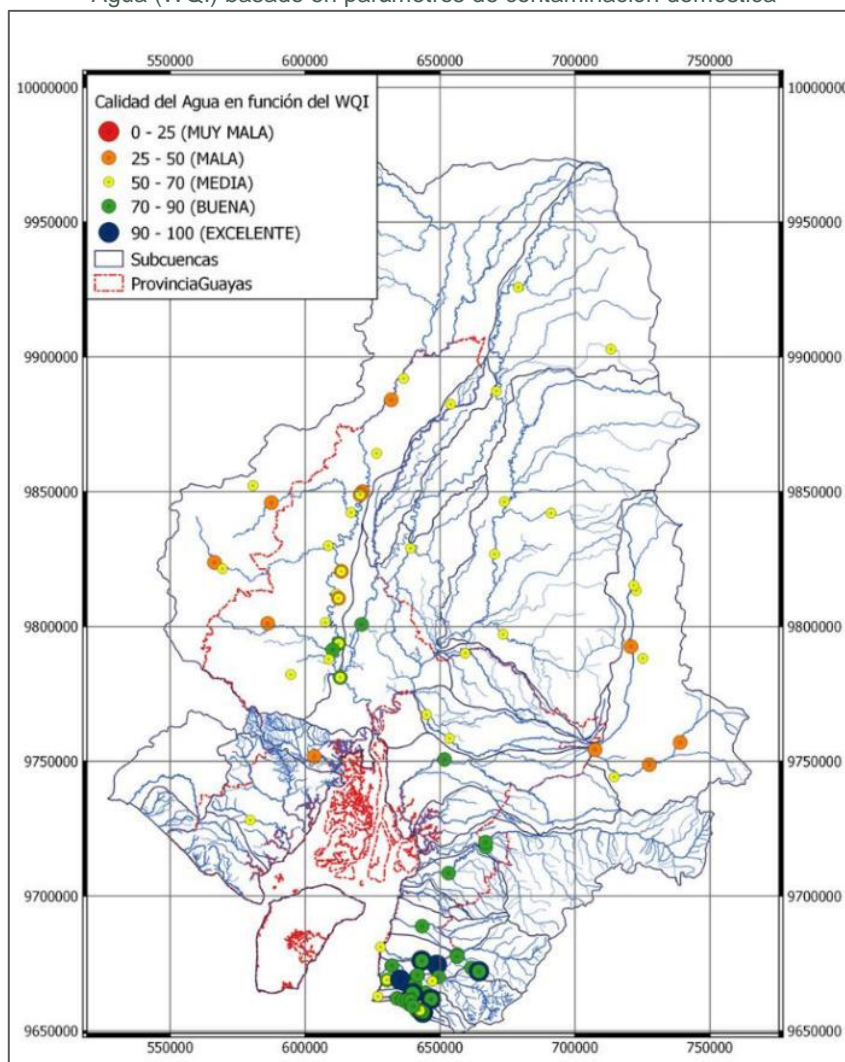 Agua (WQI) basado en parámetros de contaminación doméstica
550000 600000 650000 700000 750000
10000000 10000000
Calidad del Agua en función del WQI
0 - 25 (MUY MALA)
25 - 50 (MALA)
50 - 70 (MEDIA)
70 - 90 (BUENA)
90 - 100 (EXCELENTE)
Subcuencas
ProvinciaGuayas
9950000 9950000
9900000 9900000
9850000 9850000
9800000 9800000
9750000 9750000
9700000 9700000
9650000 9650000
550000 600000 650000 700000 750000